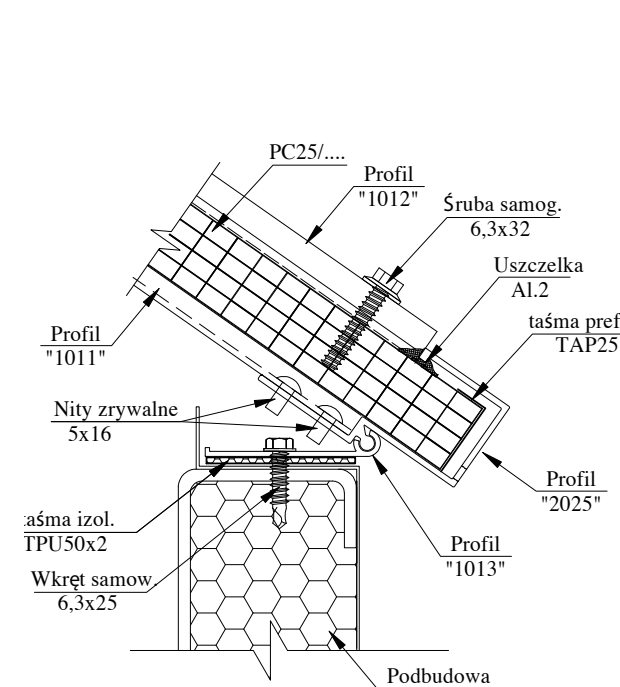 PC25/....
Profil
"1012"
Śruba samog.
6,3x32
Uszczelka
Al.2
taśma pref
TAP25
Profil
"1011"
Nity zrywalne
5x16
Profil
"2025"
aśma izol.
TPU50x2
Profil
"1013"
Wkręt samow.
6,3x25
Podbudowa